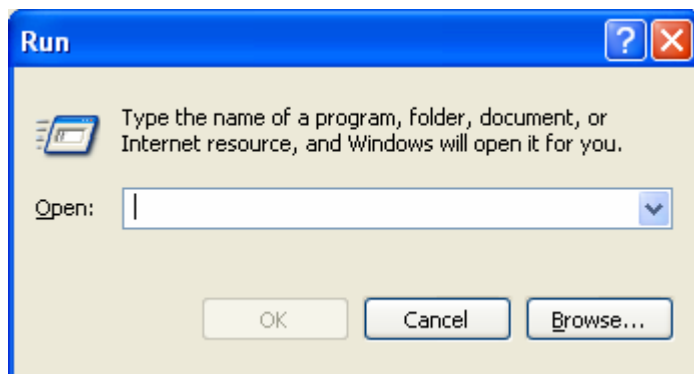 Run
Type the name of a program, folder, document, or
Internet resource, and Windows will open it for you.
Open:
OK Cancel Browse...